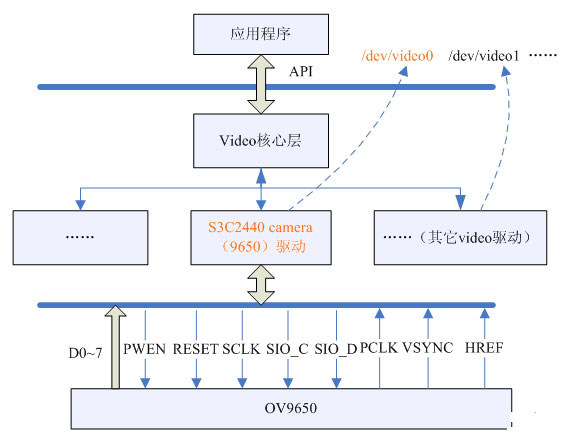 应用程序
/dev/video0 /dev/video1 ……
API
Video核心层
……
S3C2440 camera
（9650）驱动
……（其它video驱动）
D0~7 PWEN RESET SCLK SIO_C SIO_D PCLK VSYNC HREF
OV9650